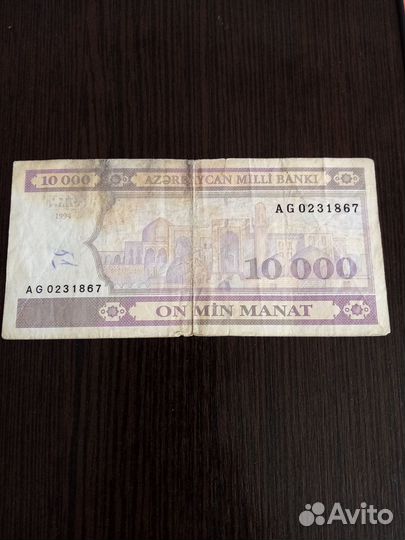 10 000 AZƏRBAYCAN MİLLİ BANKI
AG0231867
1994
10 000
AG0231867
ON MİN MANAT
Avito